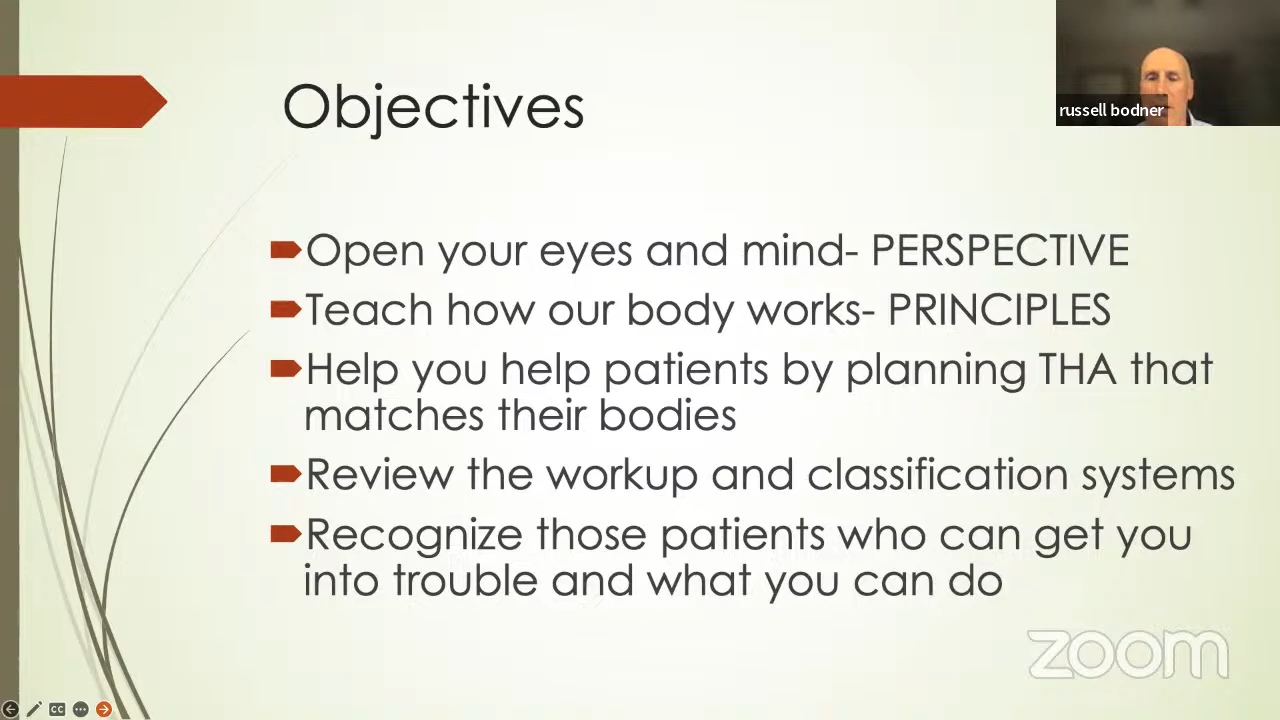 Objectives
russell bodner
Open your eyes and mind- PERSPECTIVE
Teach how our body works- PRINCIPLES
Help you help patients by planning THA that
matches their bodies
Review the workup and classification systems
Recognize those patients who can get you
into trouble and what you can do
zoom
CC